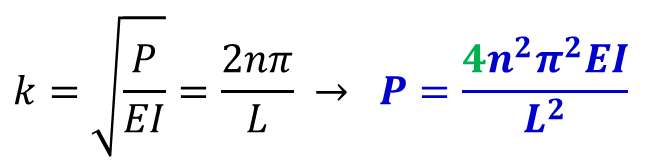 k = √(P/EI) = 2nπ/L → P = 4n²π²EI/L²